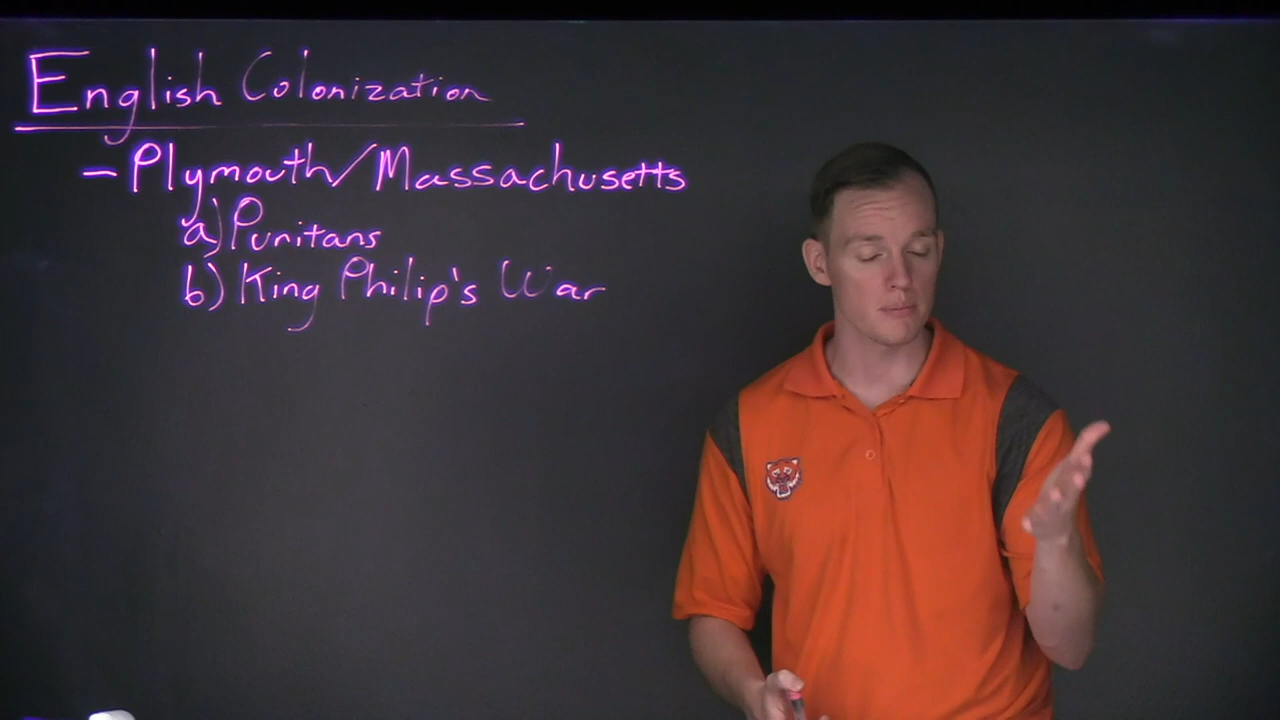 English Colonization
- Plymouth/Massachusetts
a) Puritans
b) King Philip's War